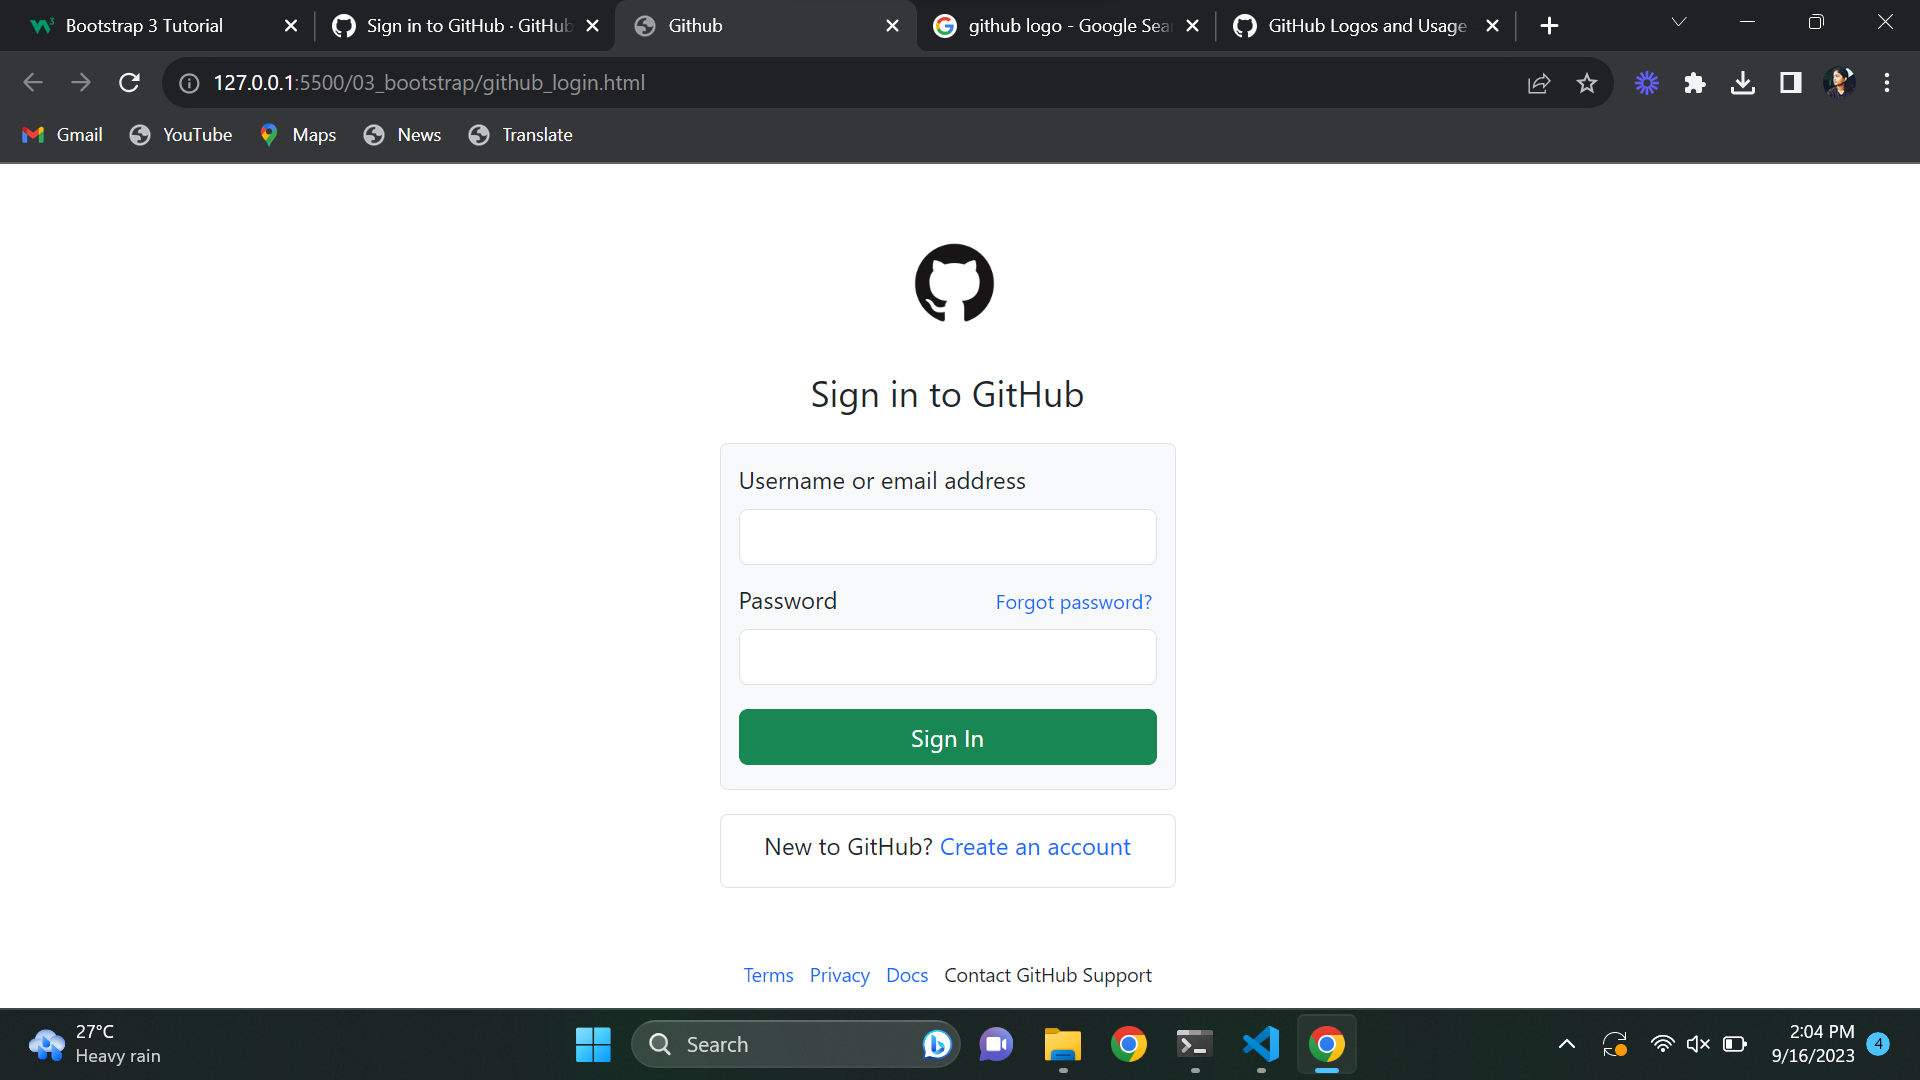 Bootstrap 3 Tutorial
Sign in to GitHub · GitHub
Github
github logo - Google Sear
GitHub Logos and Usage
127.0.0.1:5500/03_bootstrap/github_login.html
Gmail
YouTube
Maps
News
Translate
Sign in to GitHub
Username or email address
Password
Forgot password?
Sign In
New to GitHub? Create an account
Terms Privacy Docs Contact GitHub Support
27°C
Heavy rain
Search
2:04 PM
9/16/2023
4